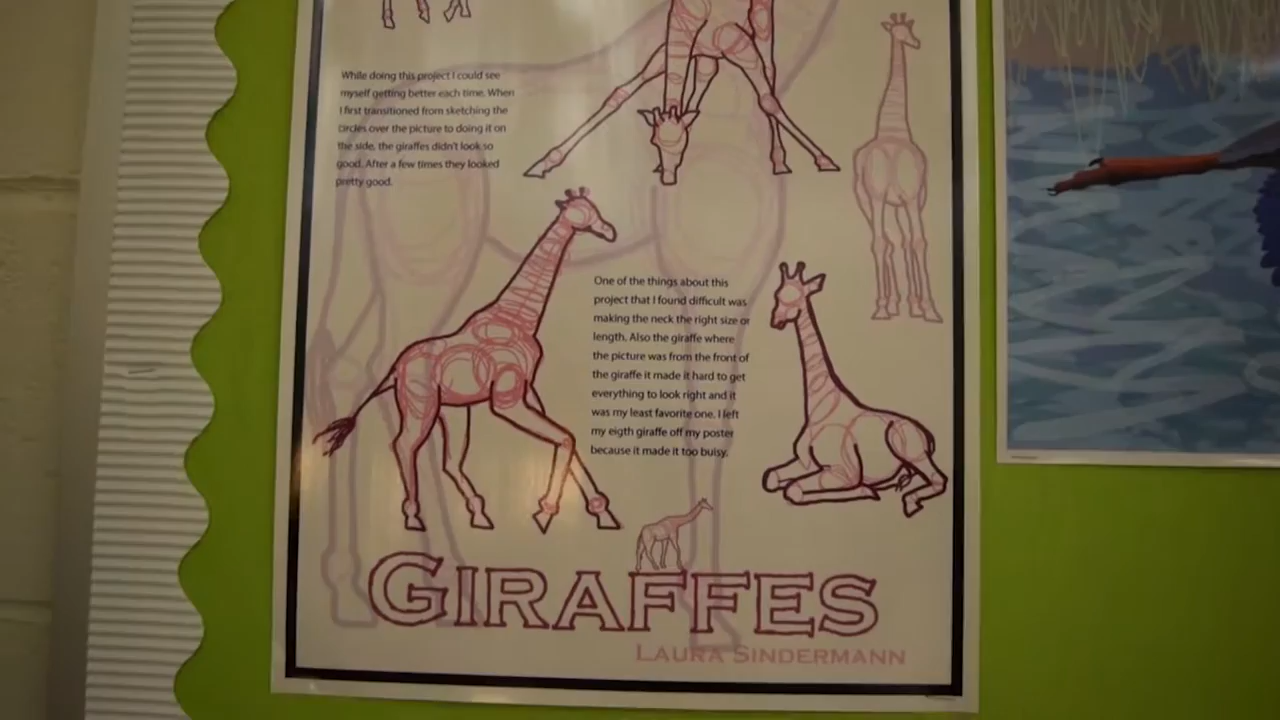 While doing this project I could see
myself getting better each time. When
I first transitioned from sketching the
circles over the picture to doing it on
the side, the giraffes didn't look so
good. After a few times they looked
pretty good.
One of the things about this
project that I found difficult was
making the neck the right size or
length. Also the giraffe where
the picture was from the front of
the giraffe it made it hard to get
everything to look right and it
was my least favorite one. I left
my eigth giraffe off my poster
because it made it too buisy.
GIRAFFES
LAURA SINDERMANN